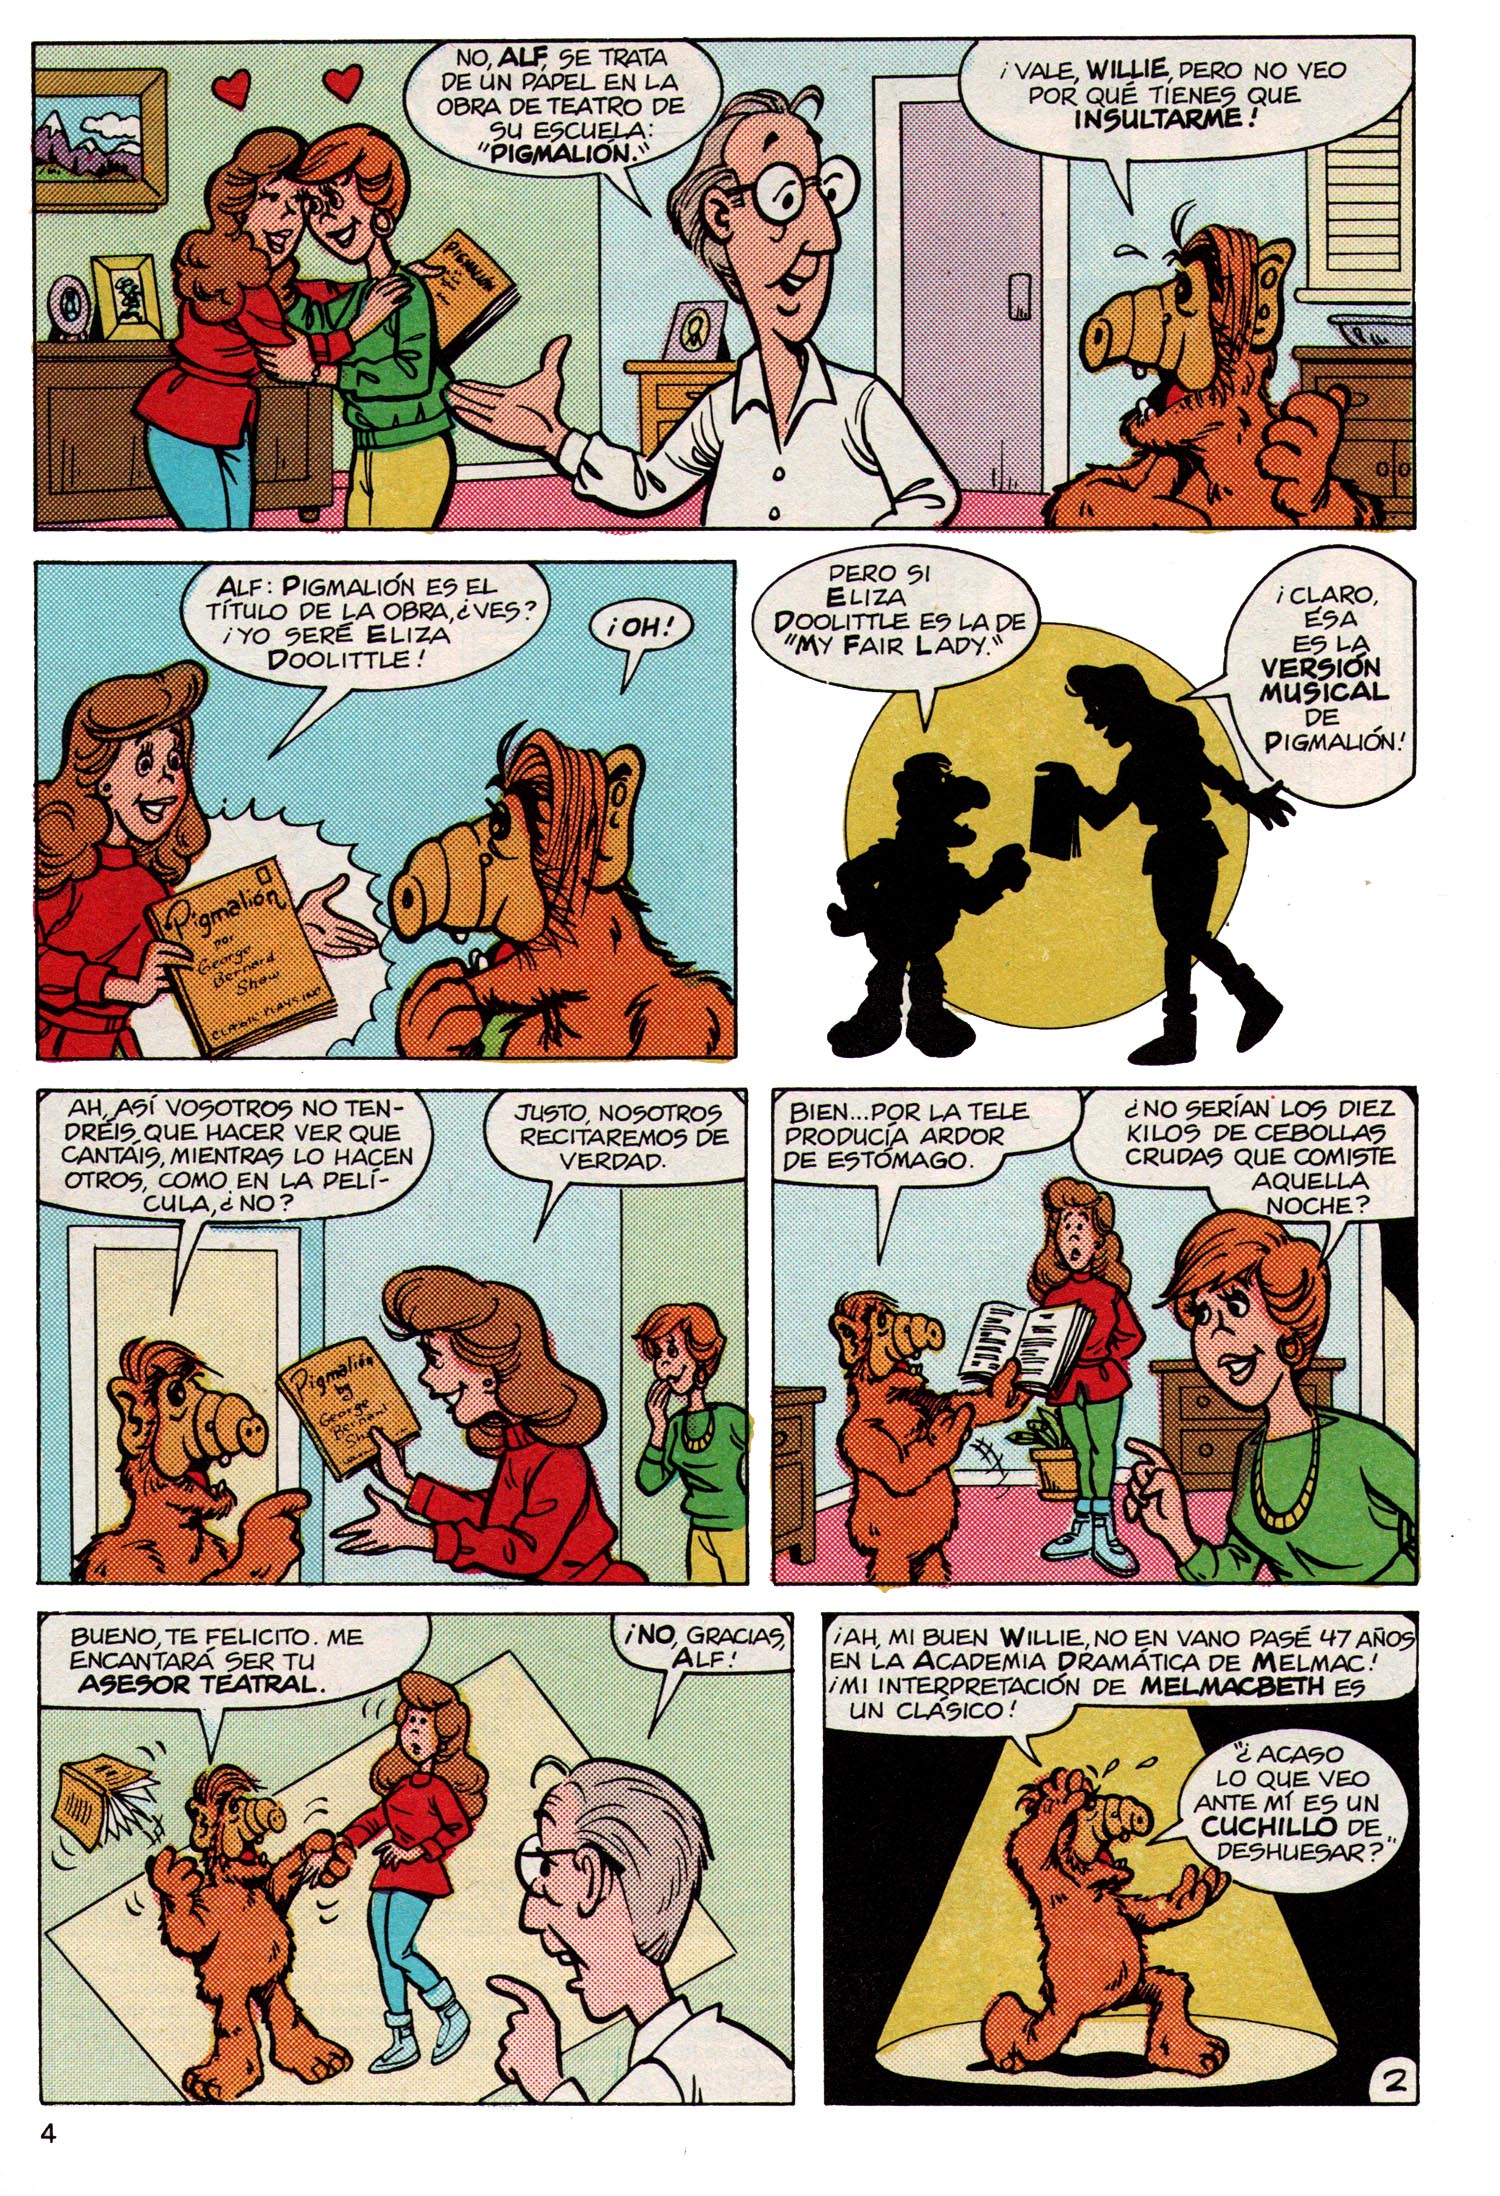 NO, ALF, SE TRATA
DE UN PAPEL EN LA
OBRA DE TEATRO DE
SU ESCUELA:
"PIGMALIÓN."
¡VALE, WILLIE, PERO NO VEO
POR QUÉ TIENES QUE
INSULTARME!
PIGMALIÓN
ALF: PIGMALIÓN ES EL
TÍTULO DE LA OBRA, ¿VES?
¡YO SERÉ ELIZA
DOOLITTLE!
¡OH!
Pigmalión
por
George
Bernard
Shaw
CLASSIC PLAYS INC.
PERO SI
ELIZA
DOOLITTLE ES LA DE
"MY FAIR LADY."
¡CLARO,
ESA
ES LA
VERSIÓN
MUSICAL
DE
PIGMALIÓN!
AH, ASÍ VOSOTROS NO TEN-
DRÉIS QUE HACER VER QUE
CANTÁIS, MIENTRAS LO HACEN
OTROS, COMO EN LA PELÍ-
CULA, ¿NO?
JUSTO, NOSOTROS
RECITAREMOS DE
VERDAD.
Pigmalión
by
George
Bernard
Shaw
BIEN...POR LA TELE
PRODUCÍA ARDOR
DE ESTÓMAGO.
¿NO SERÍAN LOS DIEZ
KILOS DE CEBOLLAS
CRUDAS QUE COMISTE
AQUELLA
NOCHE?
BUENO, TE FELICITO. ME
ENCANTARÁ SER TU
ASESOR TEATRAL.
¡NO, GRACIAS,
ALF!
¡AH, MI BUEN WILLIE, NO EN VANO PASÉ 47 AÑOS
EN LA ACADEMIA DRAMÁTICA DE MELMAC!
¡MI INTERPRETACIÓN DE MELMACBETH ES
UN CLÁSICO!
"¿ACASO
LO QUE VEO
ANTE MÍ ES UN
CUCHILLO DE
DESHUESAR?"
2
4